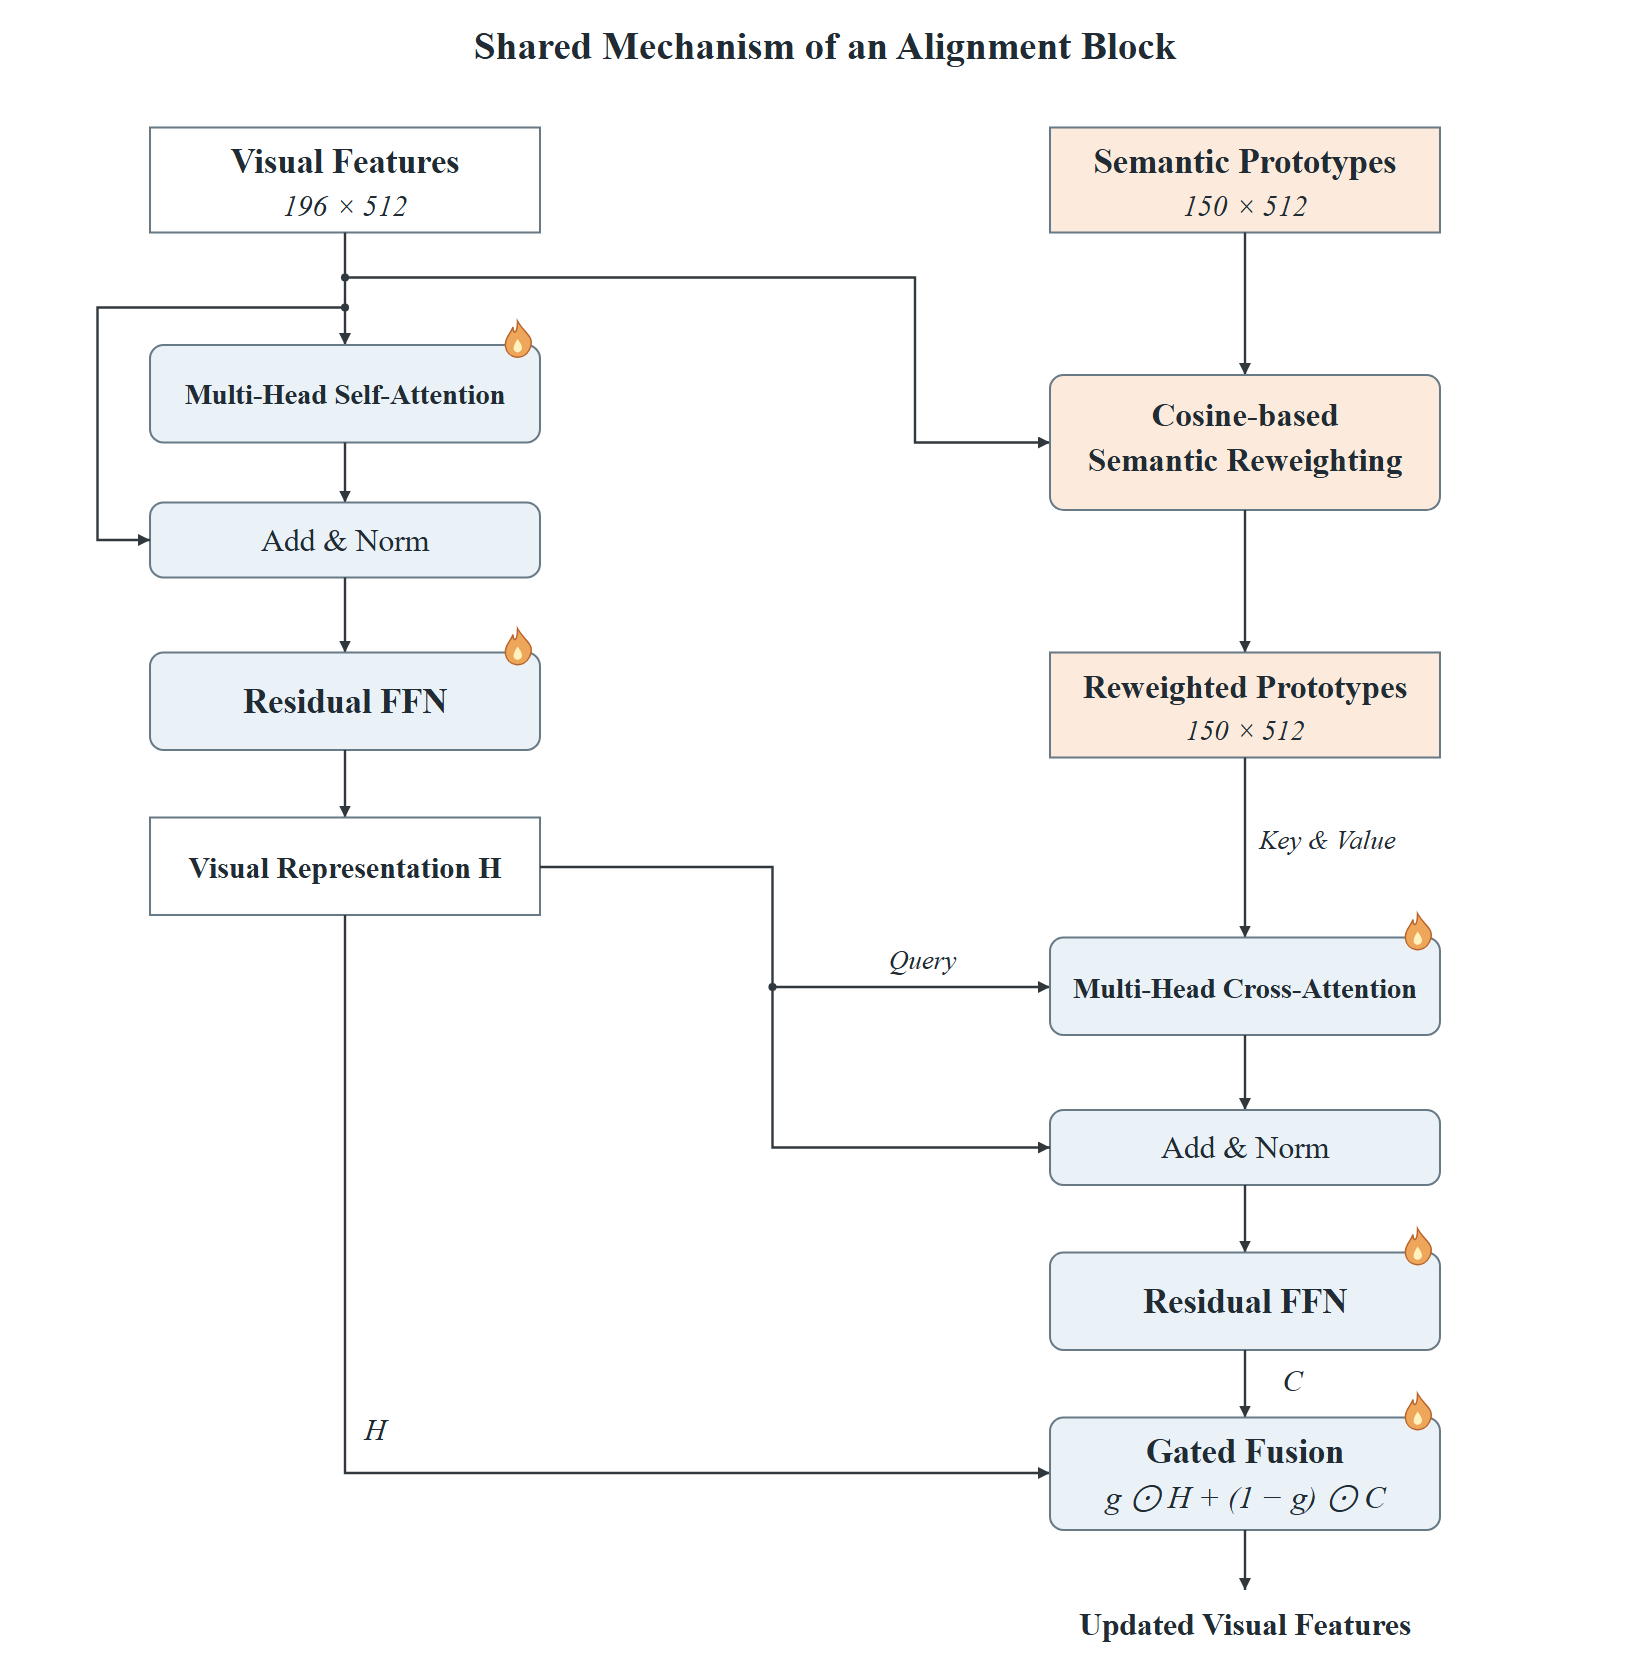 Shared Mechanism of an Alignment Block
Visual Features
196 × 512
Semantic Prototypes
150 × 512
Multi-Head Self-Attention
Cosine-based
Semantic Reweighting
Add & Norm
Residual FFN
Reweighted Prototypes
150 × 512
Key & Value
Visual Representation H
Query
Multi-Head Cross-Attention
Add & Norm
Residual FFN
C
H
Gated Fusion
g ⊙ H + (1 − g) ⊙ C
Updated Visual Features